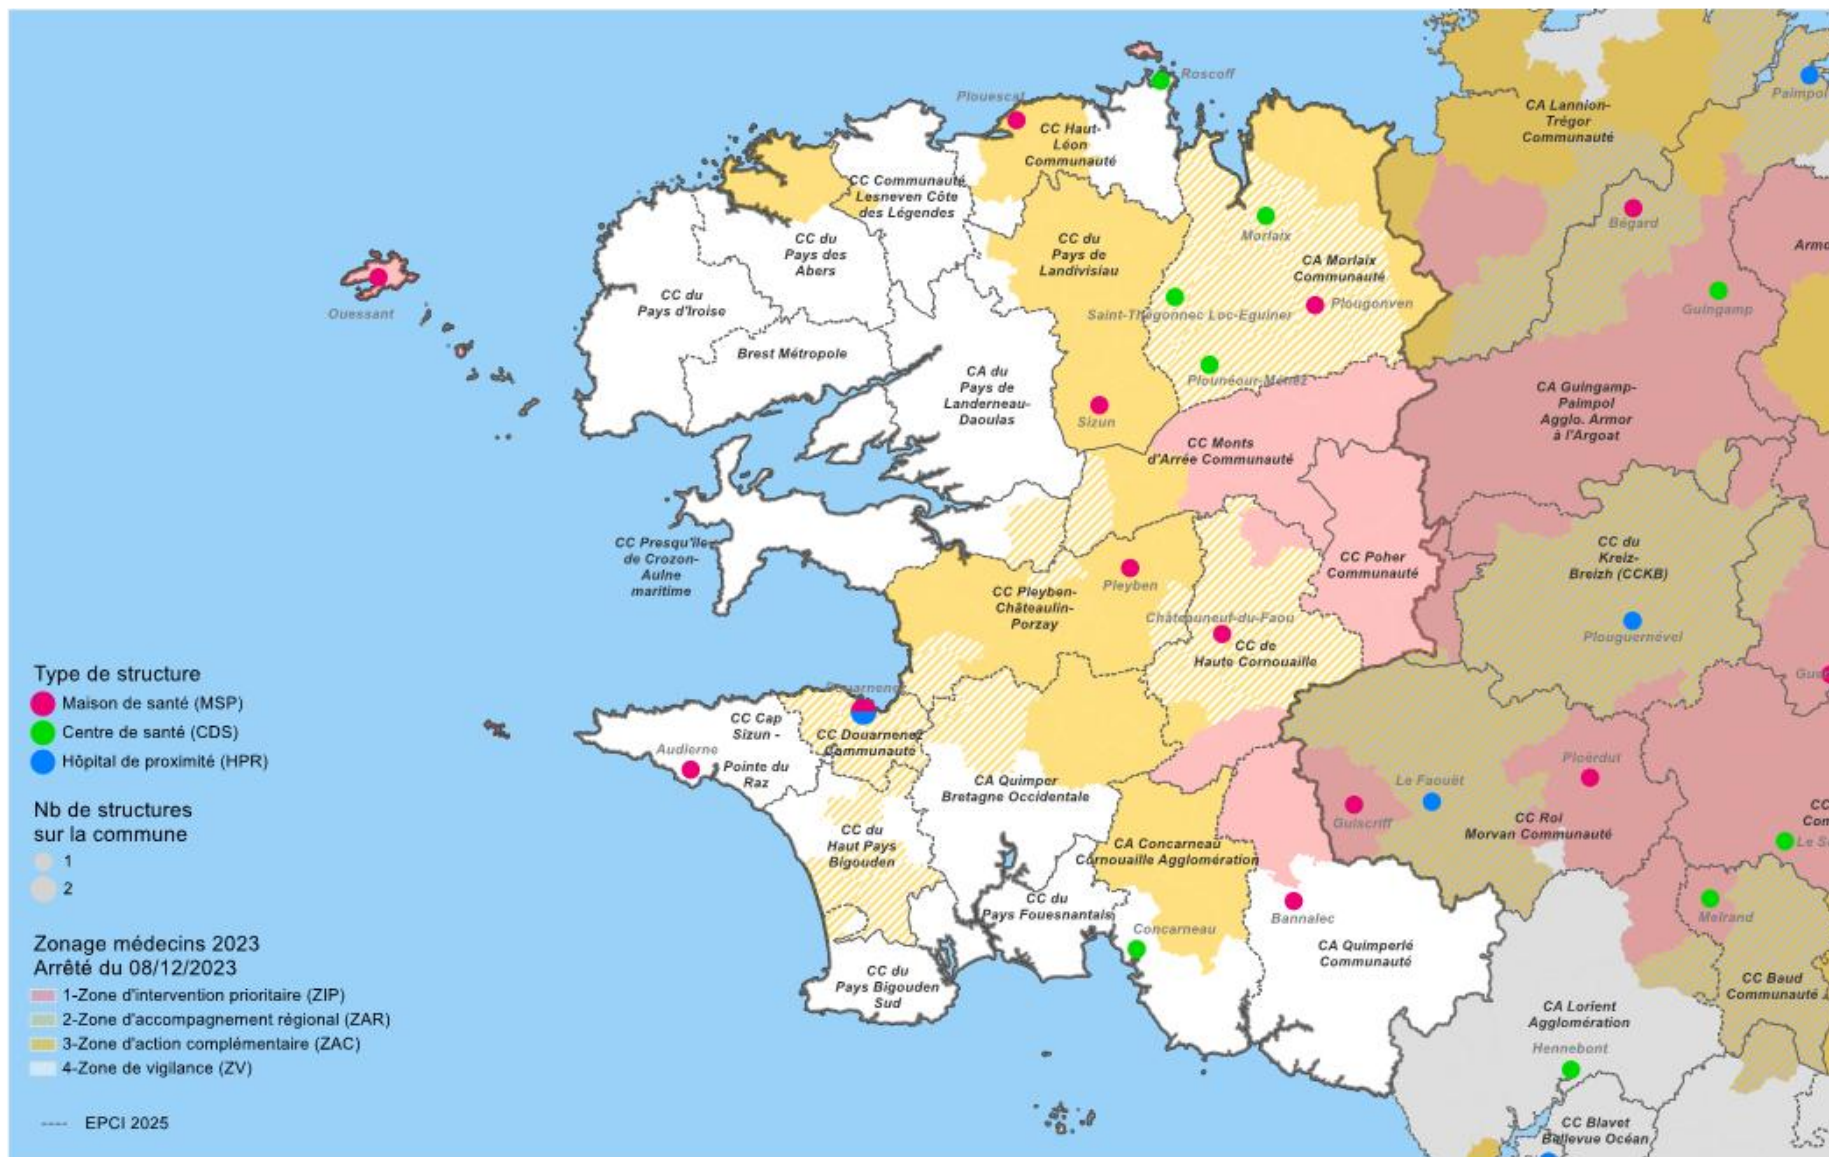 Roscoff
Plouescat
CC Haut-
Léon
Communauté
CA Lannion-
Trégor
Communauté
Paimpol
CC Communauté
Lesneven Côte
des Légendes
CC du
Pays des
Abers
CC du
Pays de
Landivisiau
Morlaix
CA Morlaix
Communauté
Bégard
Ouessant
CC du
Pays d'Iroise
Saint-Thégonnec Loc-Eguiner
Plougonven
Guingamp
Brest Métropole
CA du
Pays de
Landerneau-
Daoulas
Plounéour-Ménez
Sizun
CA Guingamp-
Paimpol
Agglo. Armor
à l'Argoat
CC Monts
d'Arrée Communauté
CC Presqu'île
de Crozon-
Aulne
maritime
CC Pleyben-
Châteaulin-
Porzay
Pleyben
CC Poher
Communauté
CC du
Kreiz-
Breizh (CCKB)
Châteauneuf-du-Faou
CC de
Haute Cornouaille
Plouguernével
Type de structure
Maison de santé (MSP)
Centre de santé (CDS)
Hôpital de proximité (HPR)
Nb de structures
sur la commune
1
2
Zonage médecins 2023
Arrêté du 08/12/2023
1-Zone d'intervention prioritaire (ZIP)
2-Zone d'accompagnement régional (ZAR)
3-Zone d'action complémentaire (ZAC)
4-Zone de vigilance (ZV)
EPCI 2025
Douarnenez
CC Cap
Sizun -
Pointe du
Raz
Audierne
CC Douarnenez
Communauté
CA Quimper
Bretagne Occidentale
CC du
Haut Pays
Bigouden
CA Concarneau
Cornouaille Agglomération
Guiscriff
Le Faouët
Ploërdut
CC Roi
Morvan Communauté
CC du
Pays Fouesnantais
Concarneau
Bannalec
CA Quimperlé
Communauté
CC du
Pays Bigouden
Sud
Melrand
CC Baud
Communauté
CA Lorient
Agglomération
Hennebont
CC Blavet
Bellevue Océan